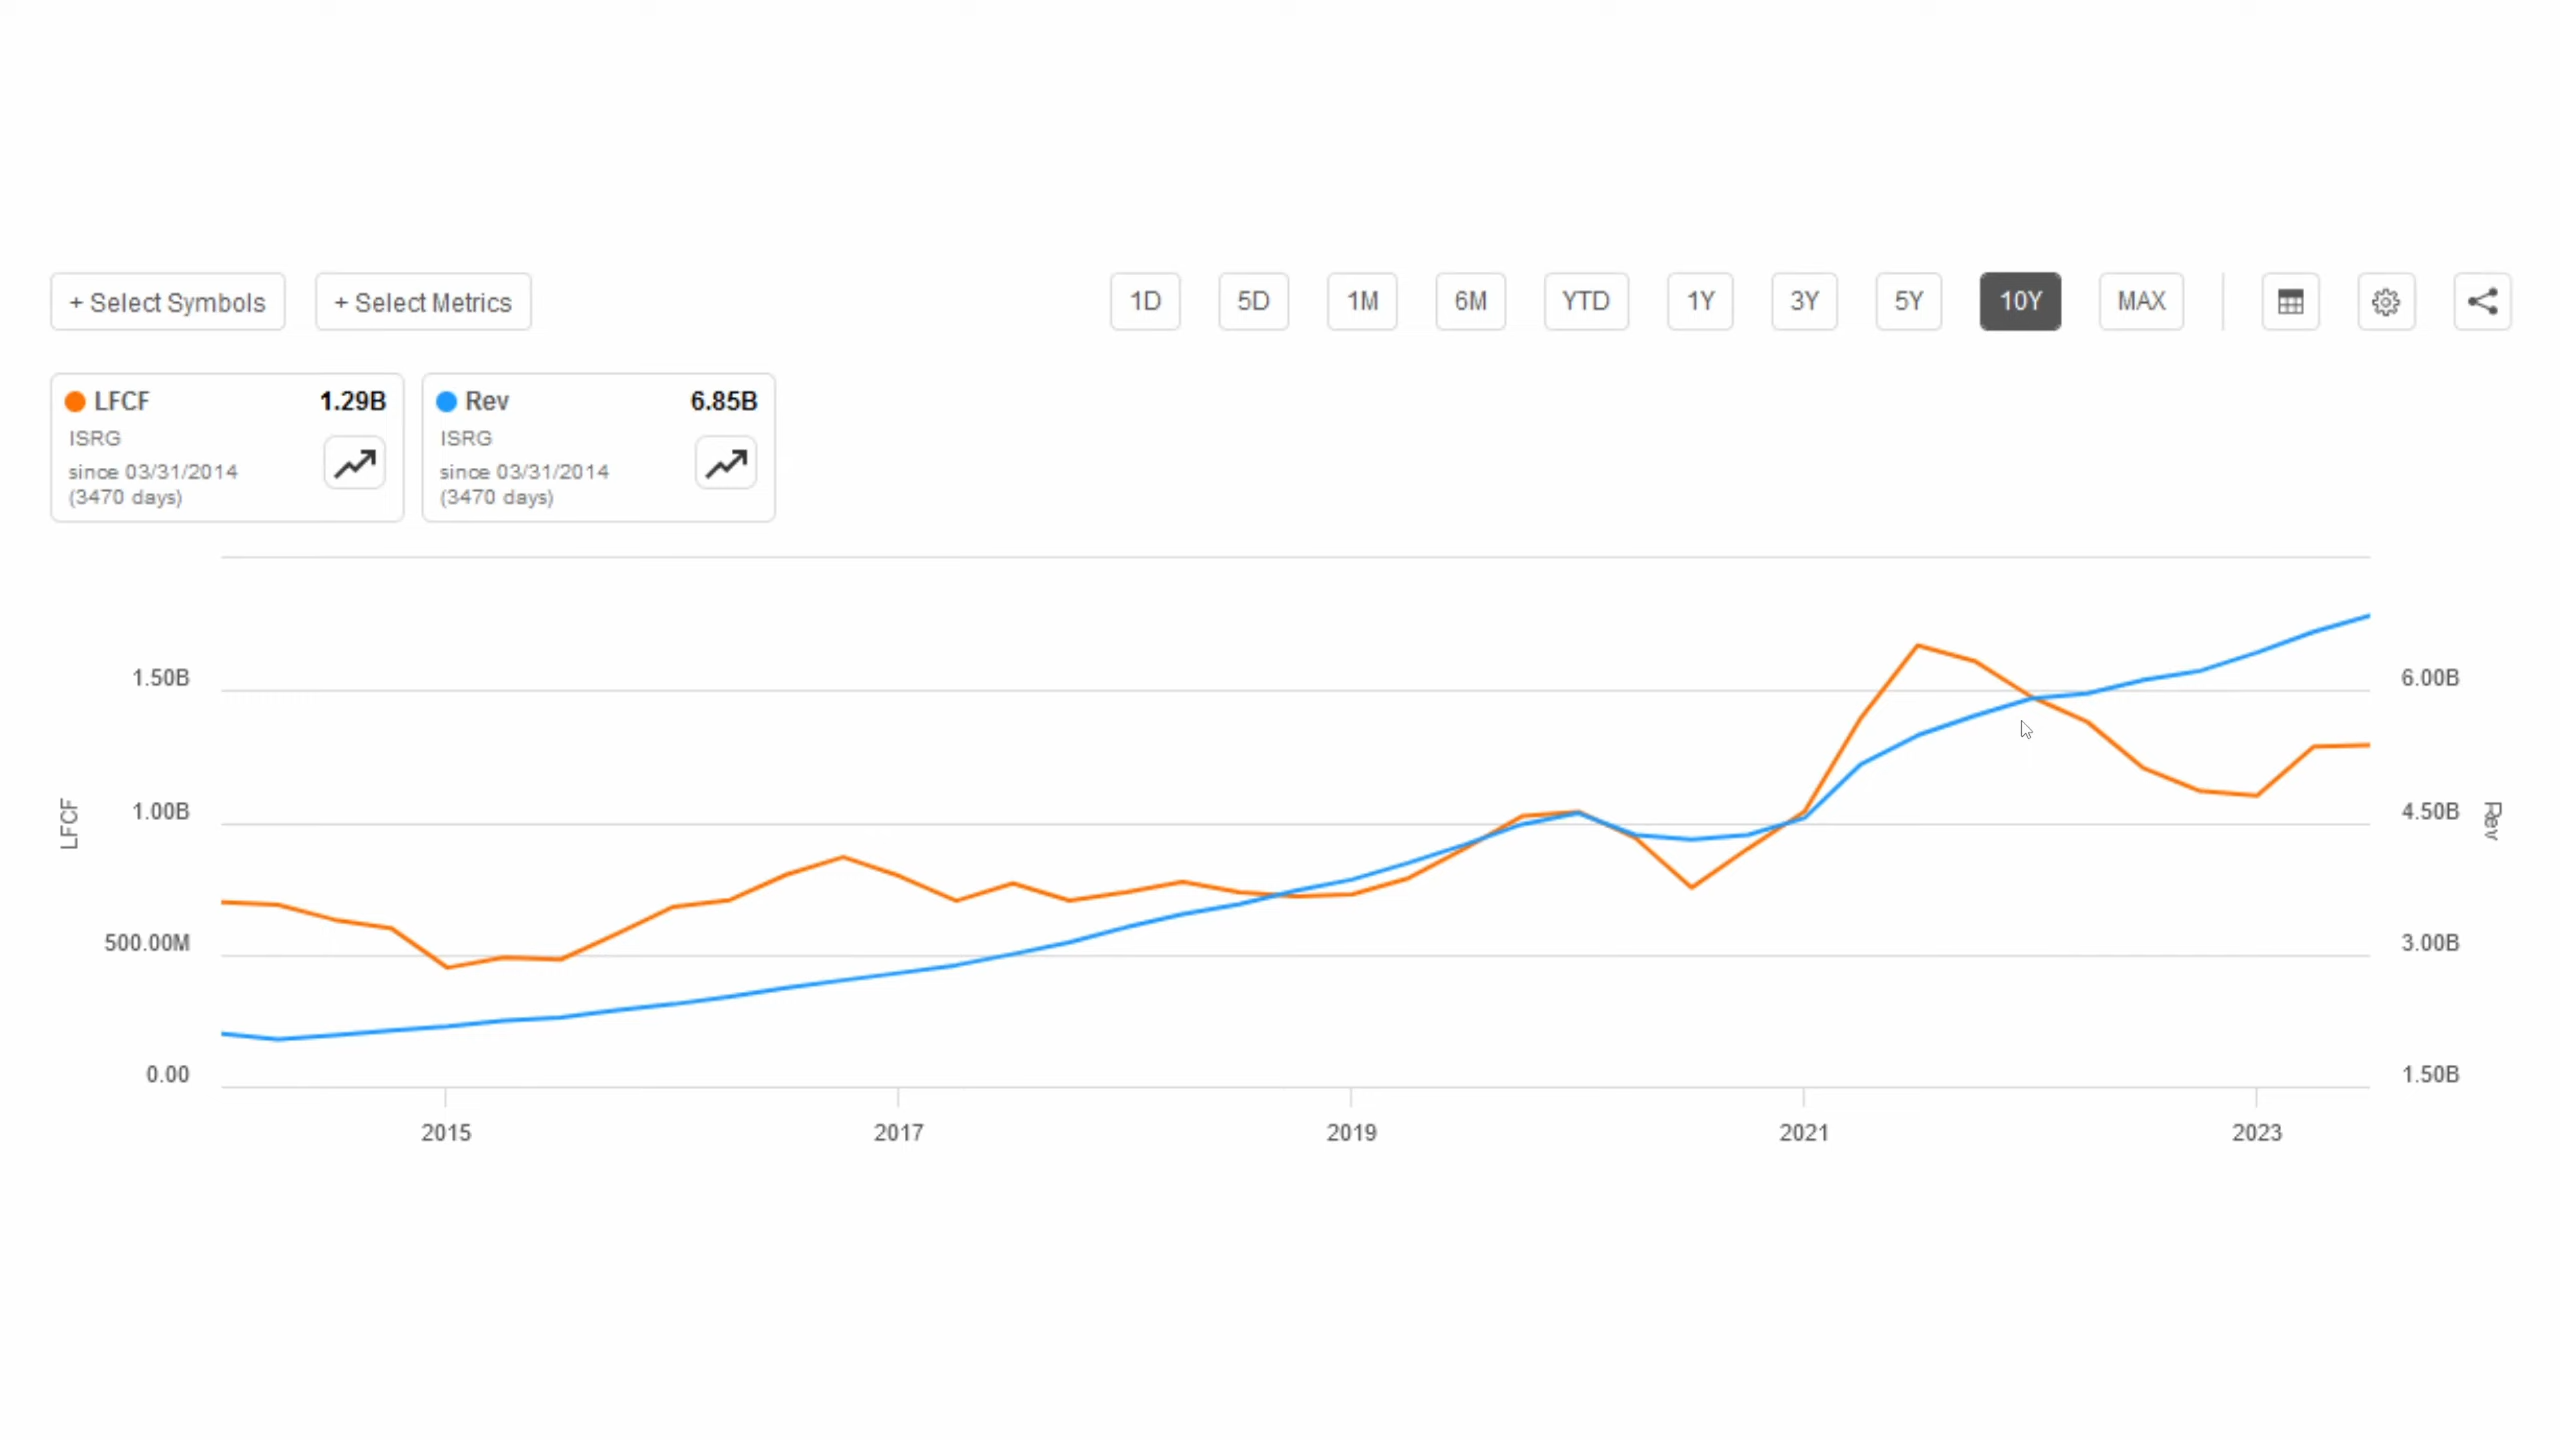 + Select Symbols
+ Select Metrics
1D
5D
1M
6M
YTD
1Y
3Y
5Y
10Y
MAX
LFCF 1.29B
ISRG
since 03/31/2014
(3470 days)
Rev 6.85B
ISRG
since 03/31/2014
(3470 days)
1.50B
1.00B
500.00M
0.00
LFCF
6.00B
4.50B
3.00B
1.50B
Rev
2015
2017
2019
2021
2023